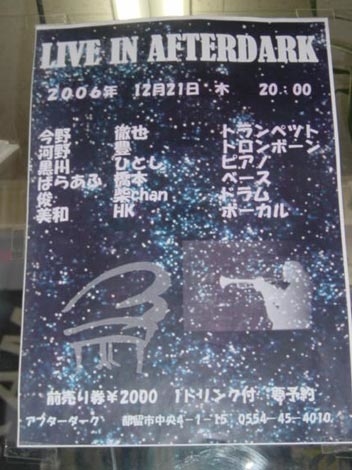 LIVE IN AFTERDARK
2006年 12月21日 木 20:00
今野 徹也 トランペット
河野 豊 トロンボーン
黒川 ひとし ピアノ
はらあふ 橋本 ベース
俊 柴chan ドラム
美和 HK ボーカル
前売り券¥2000 1ドリンク付 要予約
アフターダーク 都留市中央4-1-15 0554-45-4010